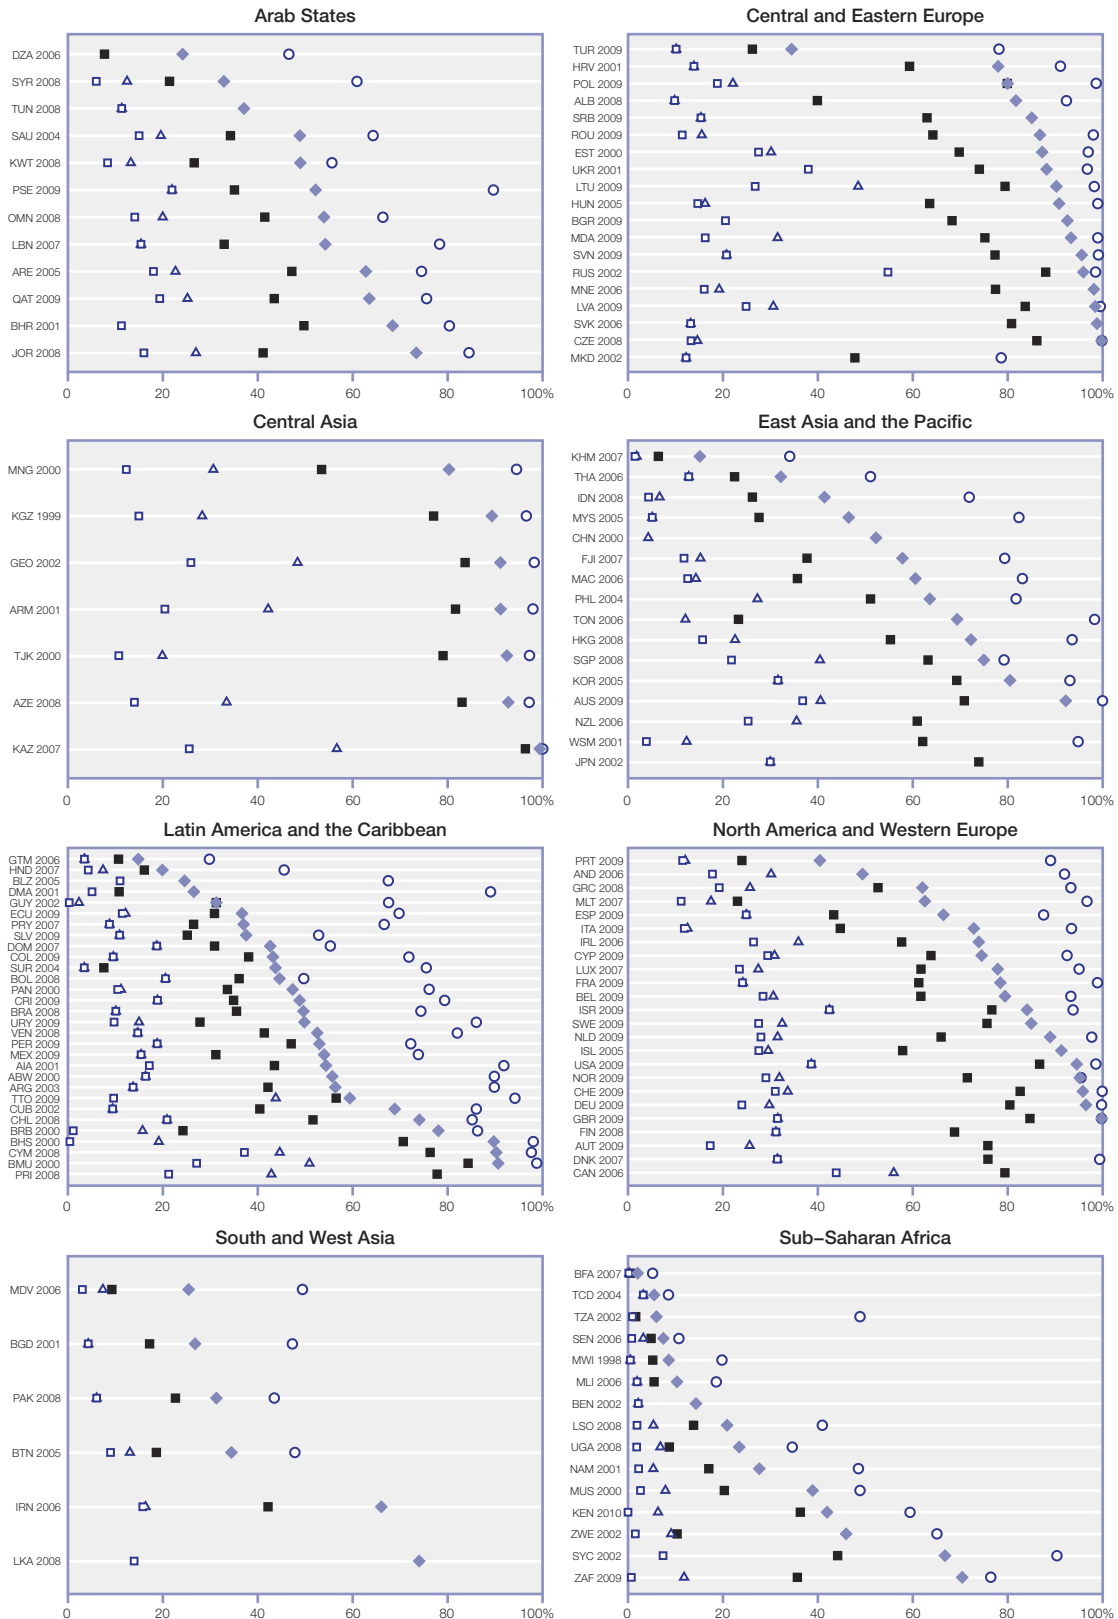 Arab States
DZA 2006
SYR 2008
TUN 2008
SAU 2004
KWT 2008
PSE 2009
OMN 2008
LBN 2007
ARE 2005
QAT 2009
BHR 2001
JOR 2008
0 20 40 60 80 100%
Central and Eastern Europe
TUR 2009
HRV 2001
POL 2009
ALB 2008
SRB 2009
ROU 2009
EST 2000
UKR 2001
LTU 2009
HUN 2005
BGR 2009
MDA 2009
SVN 2009
RUS 2002
MNE 2006
LVA 2009
SVK 2006
CZE 2008
MKD 2002
0 20 40 60 80 100%
Central Asia
MNG 2000
KGZ 1999
GEO 2002
ARM 2001
TJK 2000
AZE 2008
KAZ 2007
0 20 40 60 80 100%
East Asia and the Pacific
KHM 2007
THA 2006
IDN 2008
MYS 2005
CHN 2000
FJI 2007
MAC 2006
PHL 2004
TON 2006
HKG 2008
SGP 2008
KOR 2005
AUS 2009
NZL 2006
WSM 2001
JPN 2002
0 20 40 60 80 100%
Latin America and the Caribbean
GTM 2006
HND 2007
BLZ 2005
DMA 2001
GUY 2002
ECU 2009
PRY 2007
SLV 2009
DOM 2007
COL 2009
SUR 2004
BOL 2008
PAN 2000
CRI 2009
BRA 2008
URY 2009
VEN 2008
PER 2009
MEX 2009
AIA 2001
ABW 2000
ARG 2003
TTO 2009
CUB 2002
CHL 2008
BRB 2000
BHS 2000
CYM 2008
BMU 2000
PRI 2008
0 20 40 60 80 100%
North America and Western Europe
PRT 2009
AND 2006
GRC 2008
MLT 2007
ESP 2009
ITA 2009
IRL 2006
CYP 2009
LUX 2007
FRA 2009
BEL 2009
ISR 2009
SWE 2009
NLD 2009
ISL 2005
USA 2009
NOR 2009
CHE 2009
DEU 2009
GBR 2009
FIN 2008
AUT 2009
DNK 2007
CAN 2006
0 20 40 60 80 100%
South and West Asia
MDV 2006
BGD 2001
PAK 2008
BTN 2005
IRN 2006
LKA 2008
0 20 40 60 80 100%
Sub–Saharan Africa
BFA 2007
TCD 2004
TZA 2002
SEN 2006
MWI 1998
MLI 2006
BEN 2002
LSO 2008
UGA 2008
NAM 2001
MUS 2000
KEN 2010
ZWE 2002
SYC 2002
ZAF 2009
0 20 40 60 80 100%